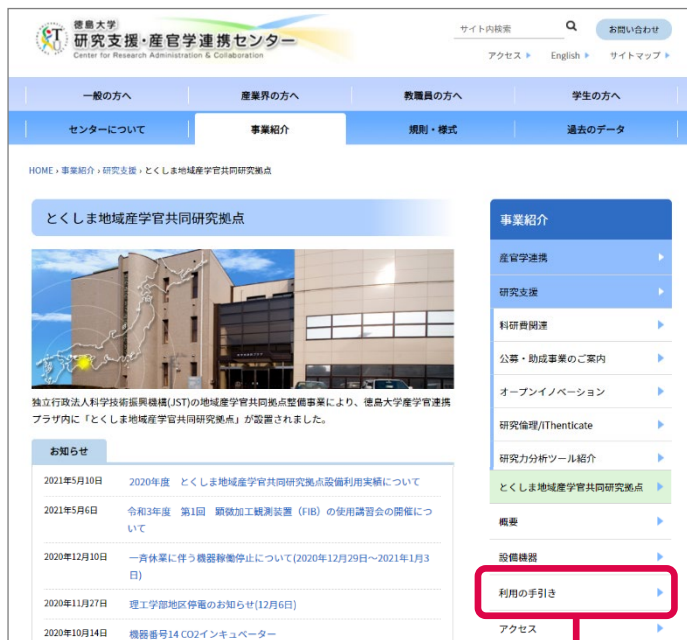 徳島大学
研究支援・産官学連携センター
Center for Research Administration & Collaboration
サイト内検索
お問い合わせ
アクセス
English
サイトマップ
一般の方へ
産業界の方へ
教職員の方へ
学生の方へ
センターについて
事業紹介
規則・様式
過去のデータ
HOME › 事業紹介 › 研究支援 › とくしま地域産学官共同研究拠点
とくしま地域産学官共同研究拠点
独立行政法人科学技術振興機構(JST)の地域産学官共同拠点整備事業により、徳島大学産学官連携
プラザ内に「とくしま地域産学官共同研究拠点」が設置されました。
お知らせ
2021年5月10日 2020年度 とくしま地域産学官共同研究拠点設備利用実績について
2021年5月6日 令和3年度 第1回 顕微加工観測装置（FIB）の使用講習会の開催につ
いて
2020年12月10日 一斉休業に伴う機器稼働停止について(2020年12月29日～2021年1月3
日)
2020年11月27日 理工学部地区停電のお知らせ(12月6日)
2020年10月14日 機器番号14 CO2インキュベーター
事業紹介
産官学連携
研究支援
科研費関連
公募・助成事業のご案内
オープンイノベーション
研究倫理/iThenticate
研究力分析ツール紹介
とくしま地域産学官共同研究拠点
概要
設備機器
利用の手引き
アクセス